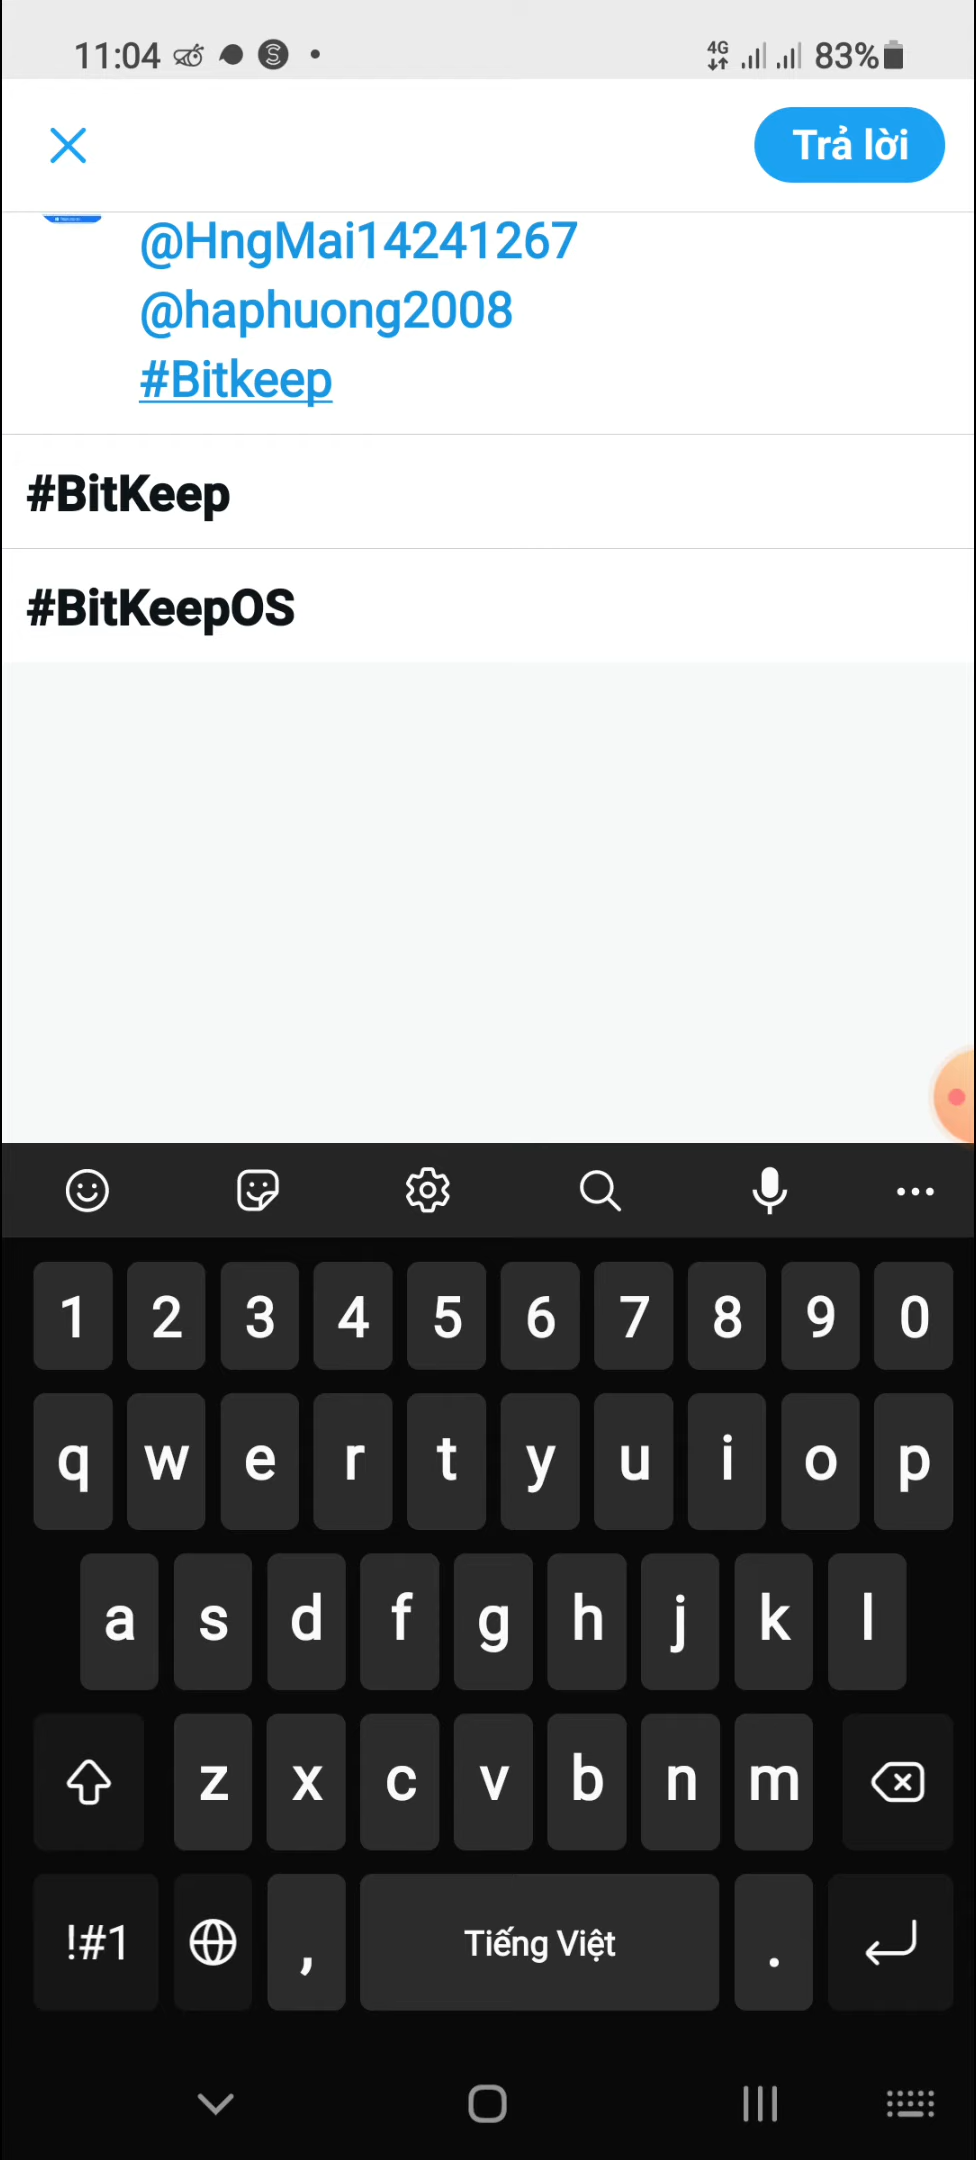 11:04
4G
83%
Trả lời
@HngMai14241267
@haphuong2008
#Bitkeep
#BitKeep
#BitKeepOS
1 2 3 4 5 6 7 8 9 0
q w e r t y u i o p
a s d f g h j k l
z x c v b n m
!#1 , Tiếng Việt .